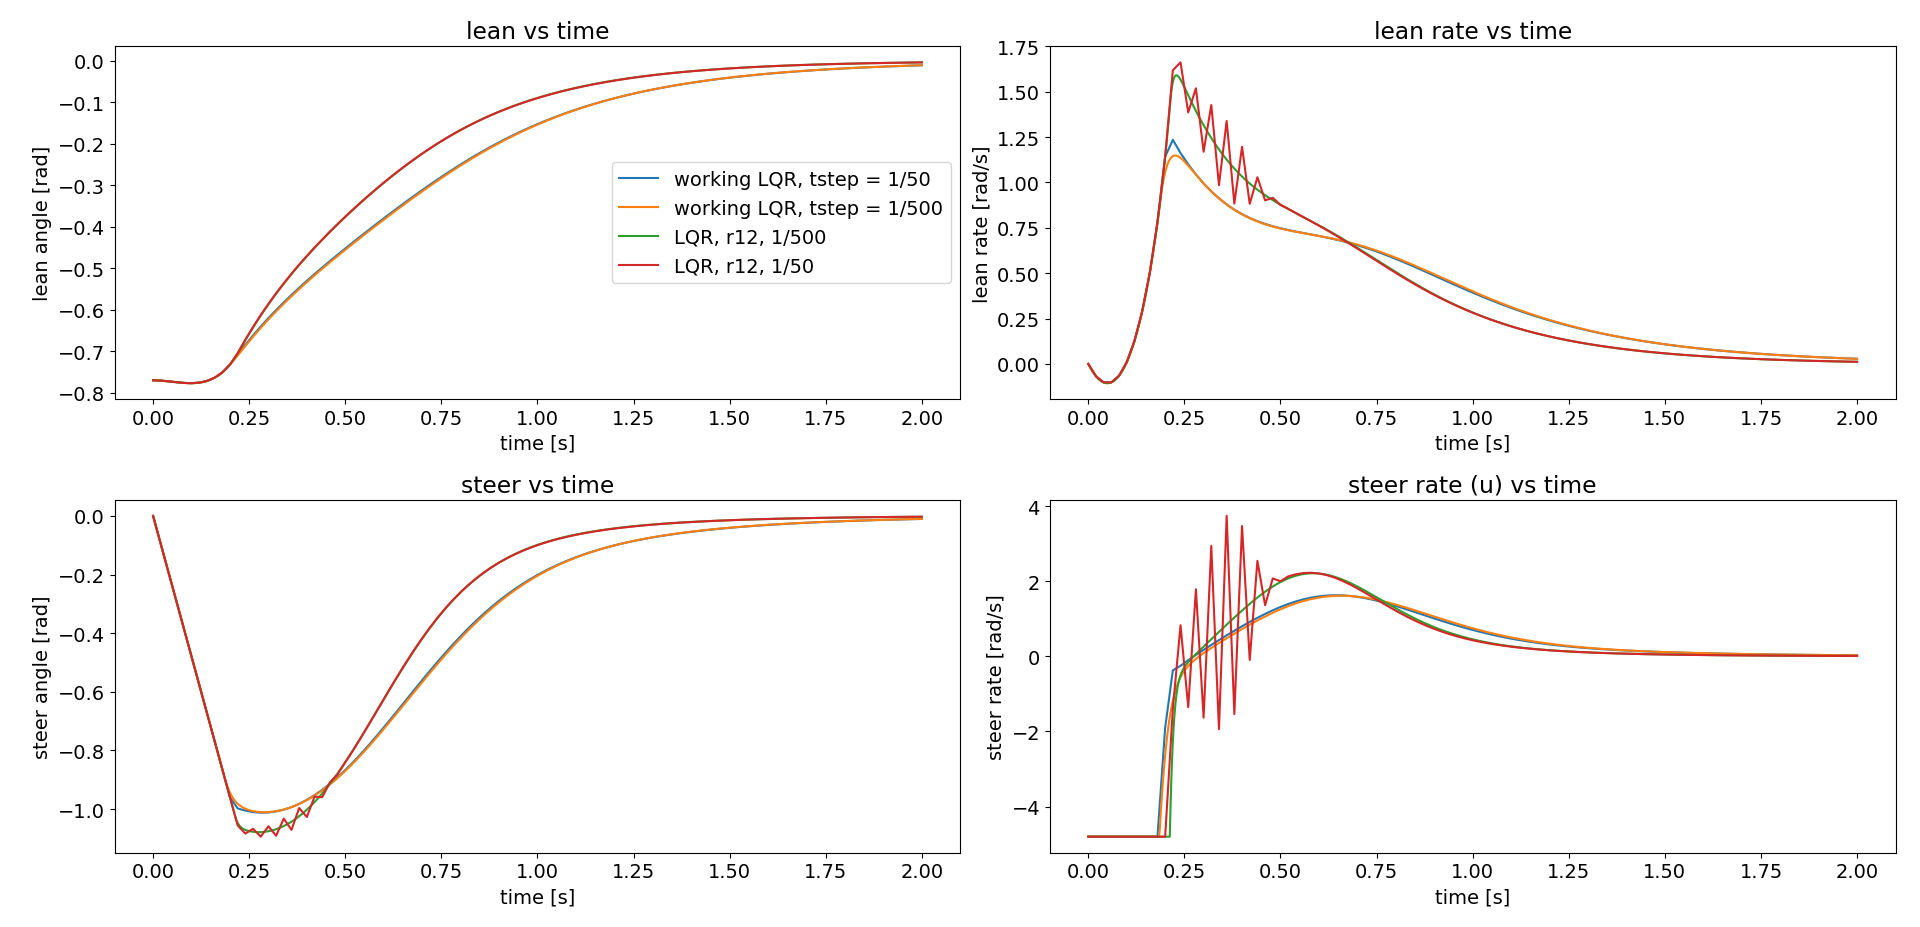 lean vs time
lean angle [rad]
0.0
−0.1
−0.2
−0.3
−0.4
−0.5
−0.6
−0.7
−0.8
working LQR, tstep = 1/50
working LQR, tstep = 1/500
LQR, r12, 1/500
LQR, r12, 1/50
0.00 0.25 0.50 0.75 1.00 1.25 1.50 1.75 2.00
time [s]
lean rate vs time
lean rate [rad/s]
1.75
1.50
1.25
1.00
0.75
0.50
0.25
0.00
0.00 0.25 0.50 0.75 1.00 1.25 1.50 1.75 2.00
time [s]
steer vs time
steer angle [rad]
0.0
−0.2
−0.4
−0.6
−0.8
−1.0
0.00 0.25 0.50 0.75 1.00 1.25 1.50 1.75 2.00
time [s]
steer rate (u) vs time
steer rate [rad/s]
4
2
0
−2
−4
0.00 0.25 0.50 0.75 1.00 1.25 1.50 1.75 2.00
time [s]